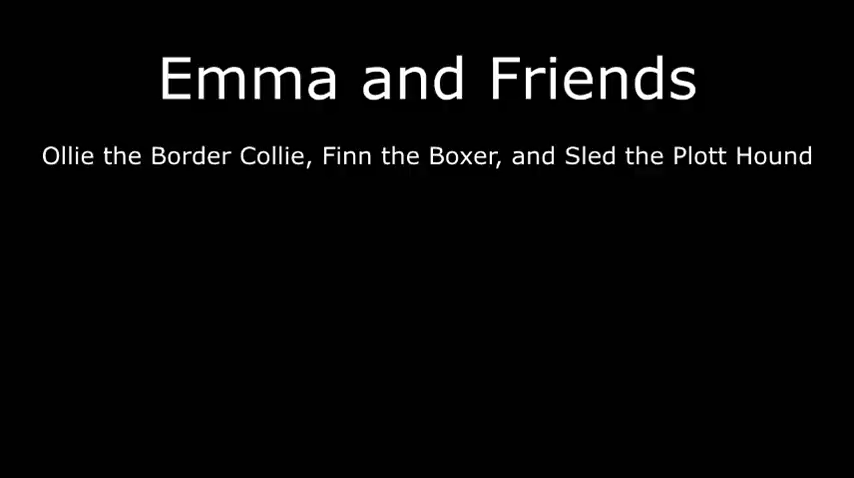 Emma and Friends
Ollie the Border Collie, Finn the Boxer, and Sled the Plott Hound